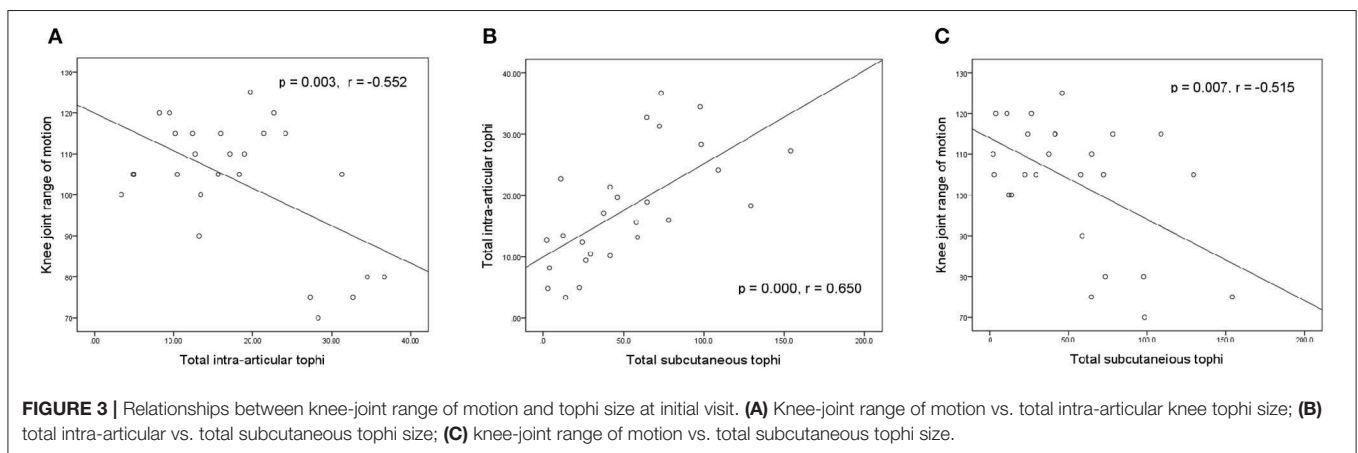 A
p = 0.003, r = -0.552
Knee joint range of motion
130
120
110
100
90
80
70
.00
10.00
20.00
30.00
40.00
Total intra-articular tophi
B
p = 0.000, r = 0.650
Total intra-articular tophi
40.00
30.00
20.00
10.00
.00
.0
50.0
100.0
150.0
200.0
Total subcutaneous tophi
C
p = 0.007, r = -0.515
Knee joint range of motion
130
120
110
100
90
80
70
.0
50.0
100.0
150.0
200.0
Total subcutaneious tophi
FIGURE 3 | Relationships between knee-joint range of motion and tophi size at initial visit. (A) Knee-joint range of motion vs. total intra-articular knee tophi size; (B)
total intra-articular vs. total subcutaneous tophi size; (C) knee-joint range of motion vs. total subcutaneous tophi size.